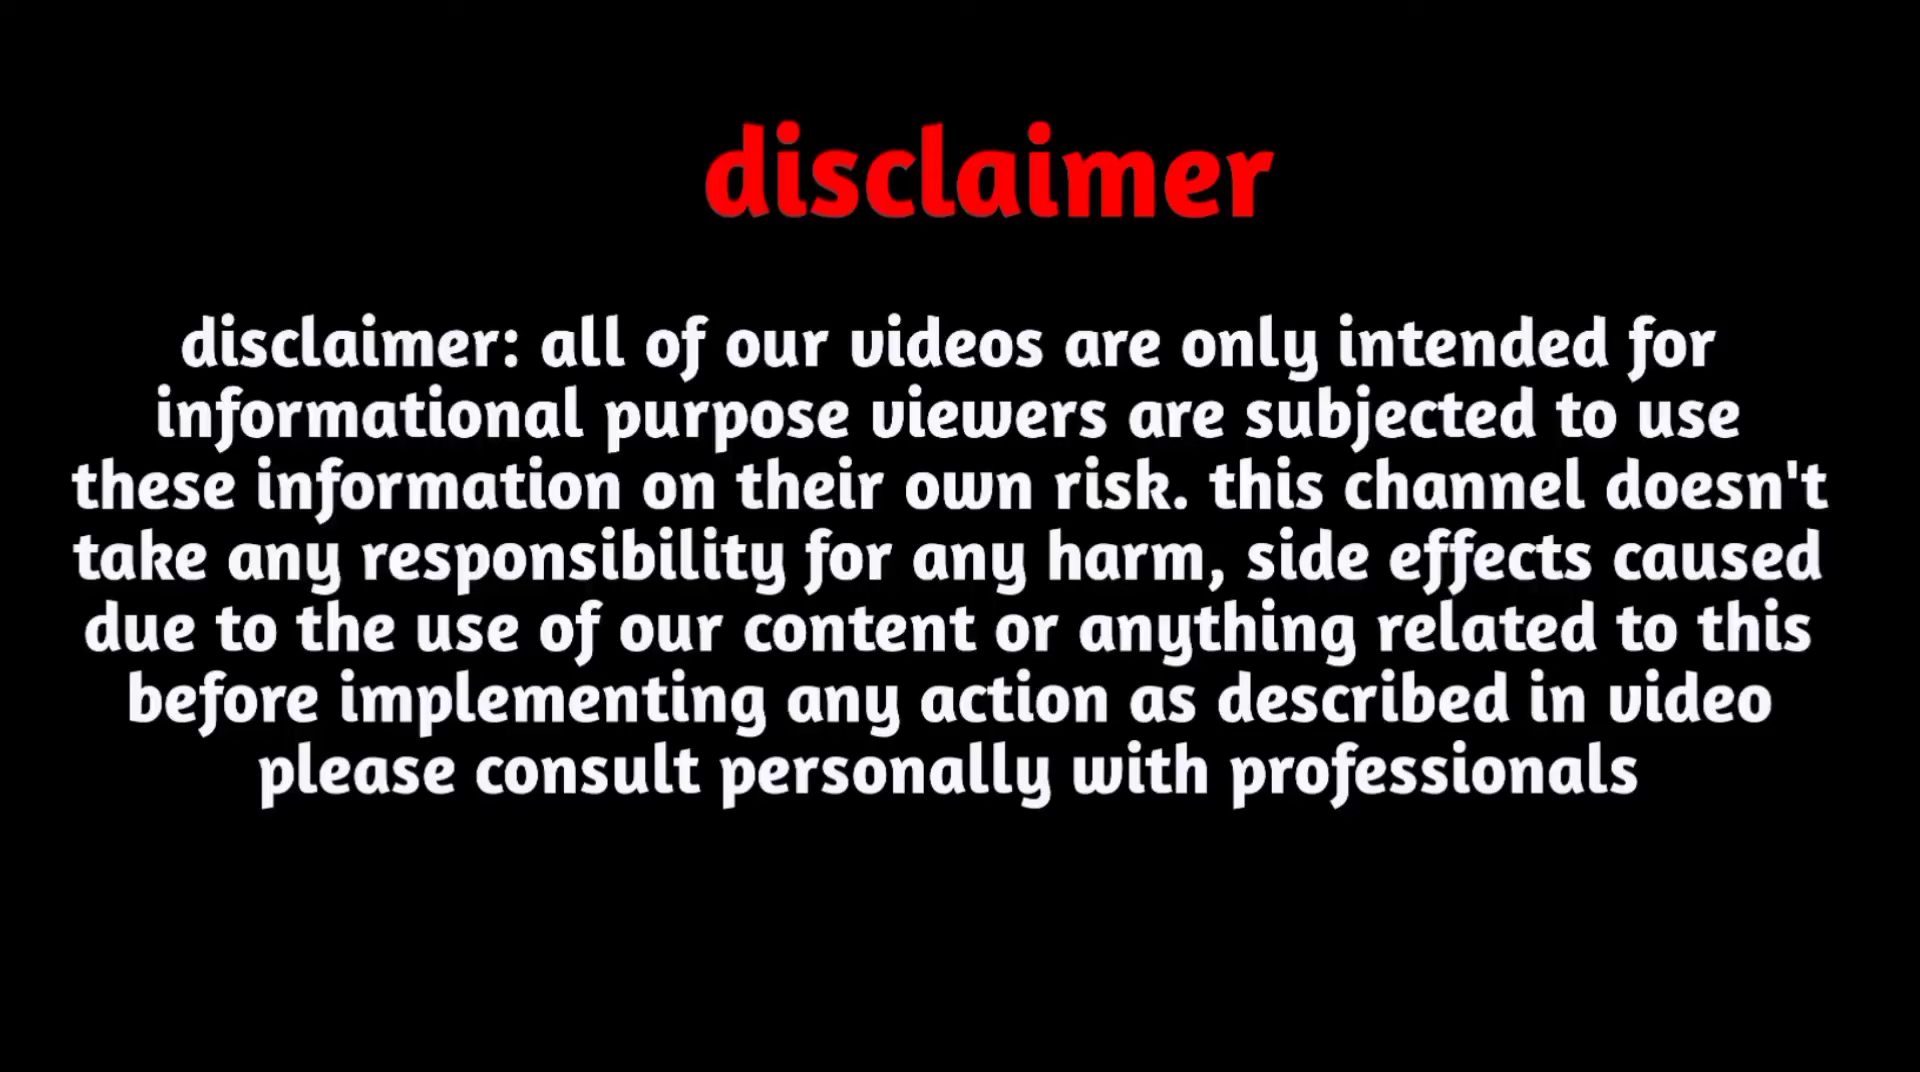 disclaimer
disclaimer: all of our videos are only intended for
informational purpose viewers are subjected to use
these information on their own risk. this channel doesn't
take any responsibility for any harm, side effects caused
due to the use of our content or anything related to this
before implementing any action as described in video
please consult personally with professionals